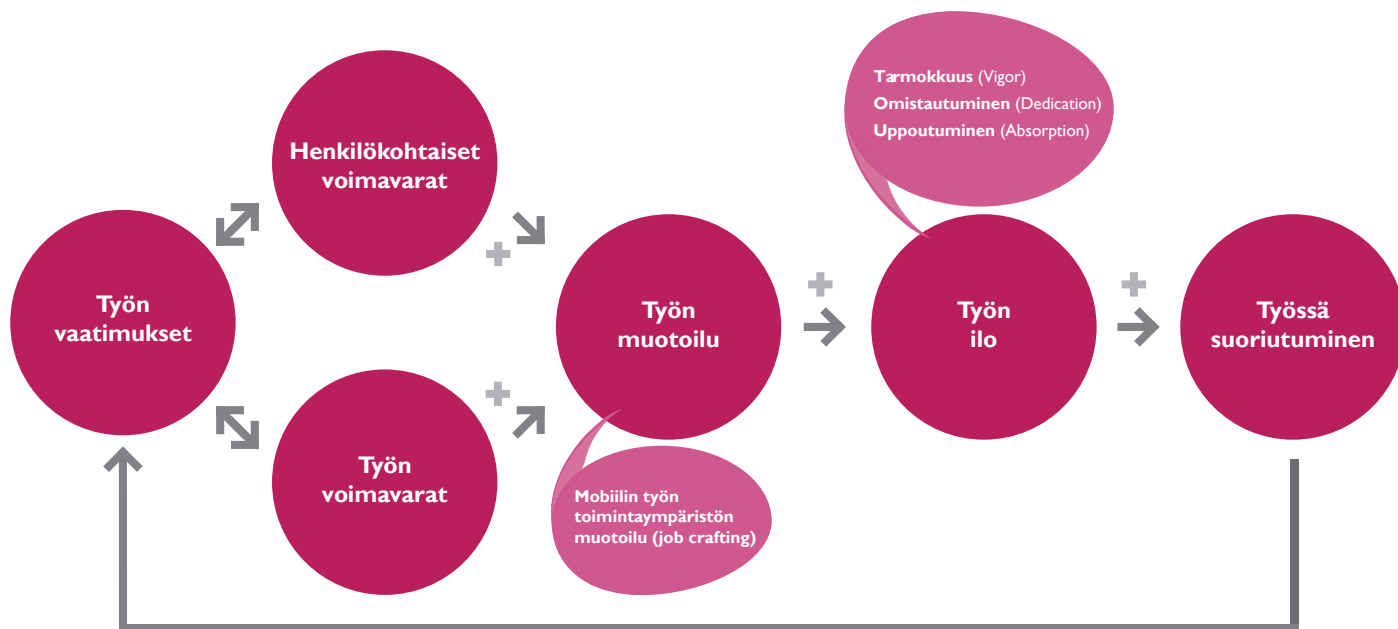 Tarmokkuus (Vigor)
Omistautuminen (Dedication)
Uppoutuminen (Absorption)
Henkilökohtaiset
voimavarat
Työn
vaatimukset
Työn
muotoilu
Työn
ilo
Työssä
suoriutuminen
Työn
voimavarat
Mobiilin työn
toimintaympäristön
muotoilu (job crafting)